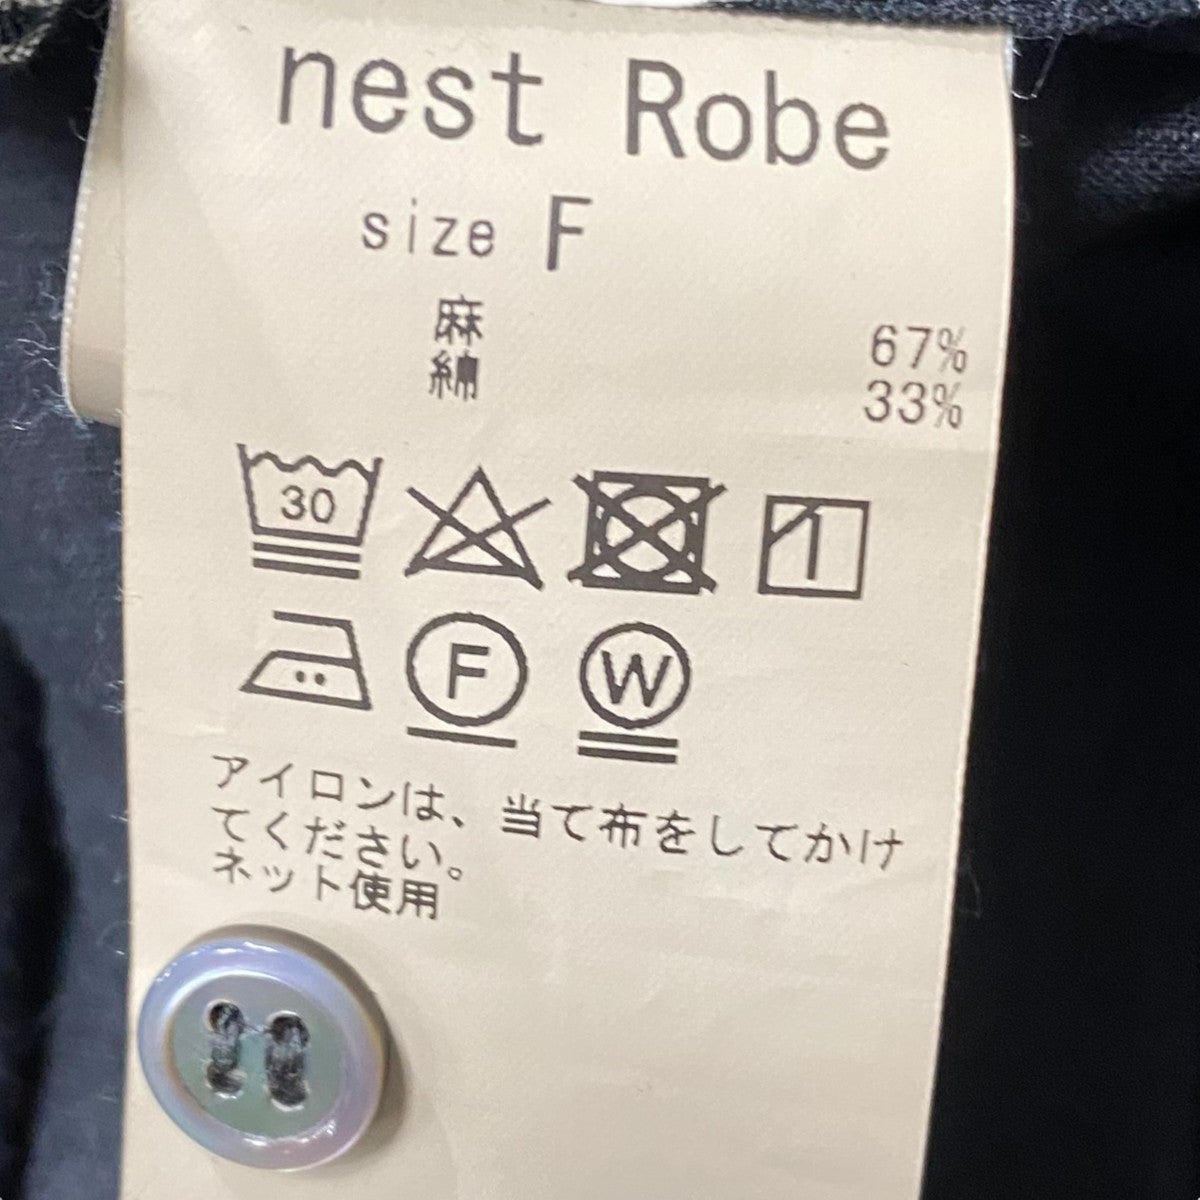 nest Robe
size F
麻 67%
綿 33%
30
F W
アイロンは、当て布をしてかけ
てください。
ネット使用